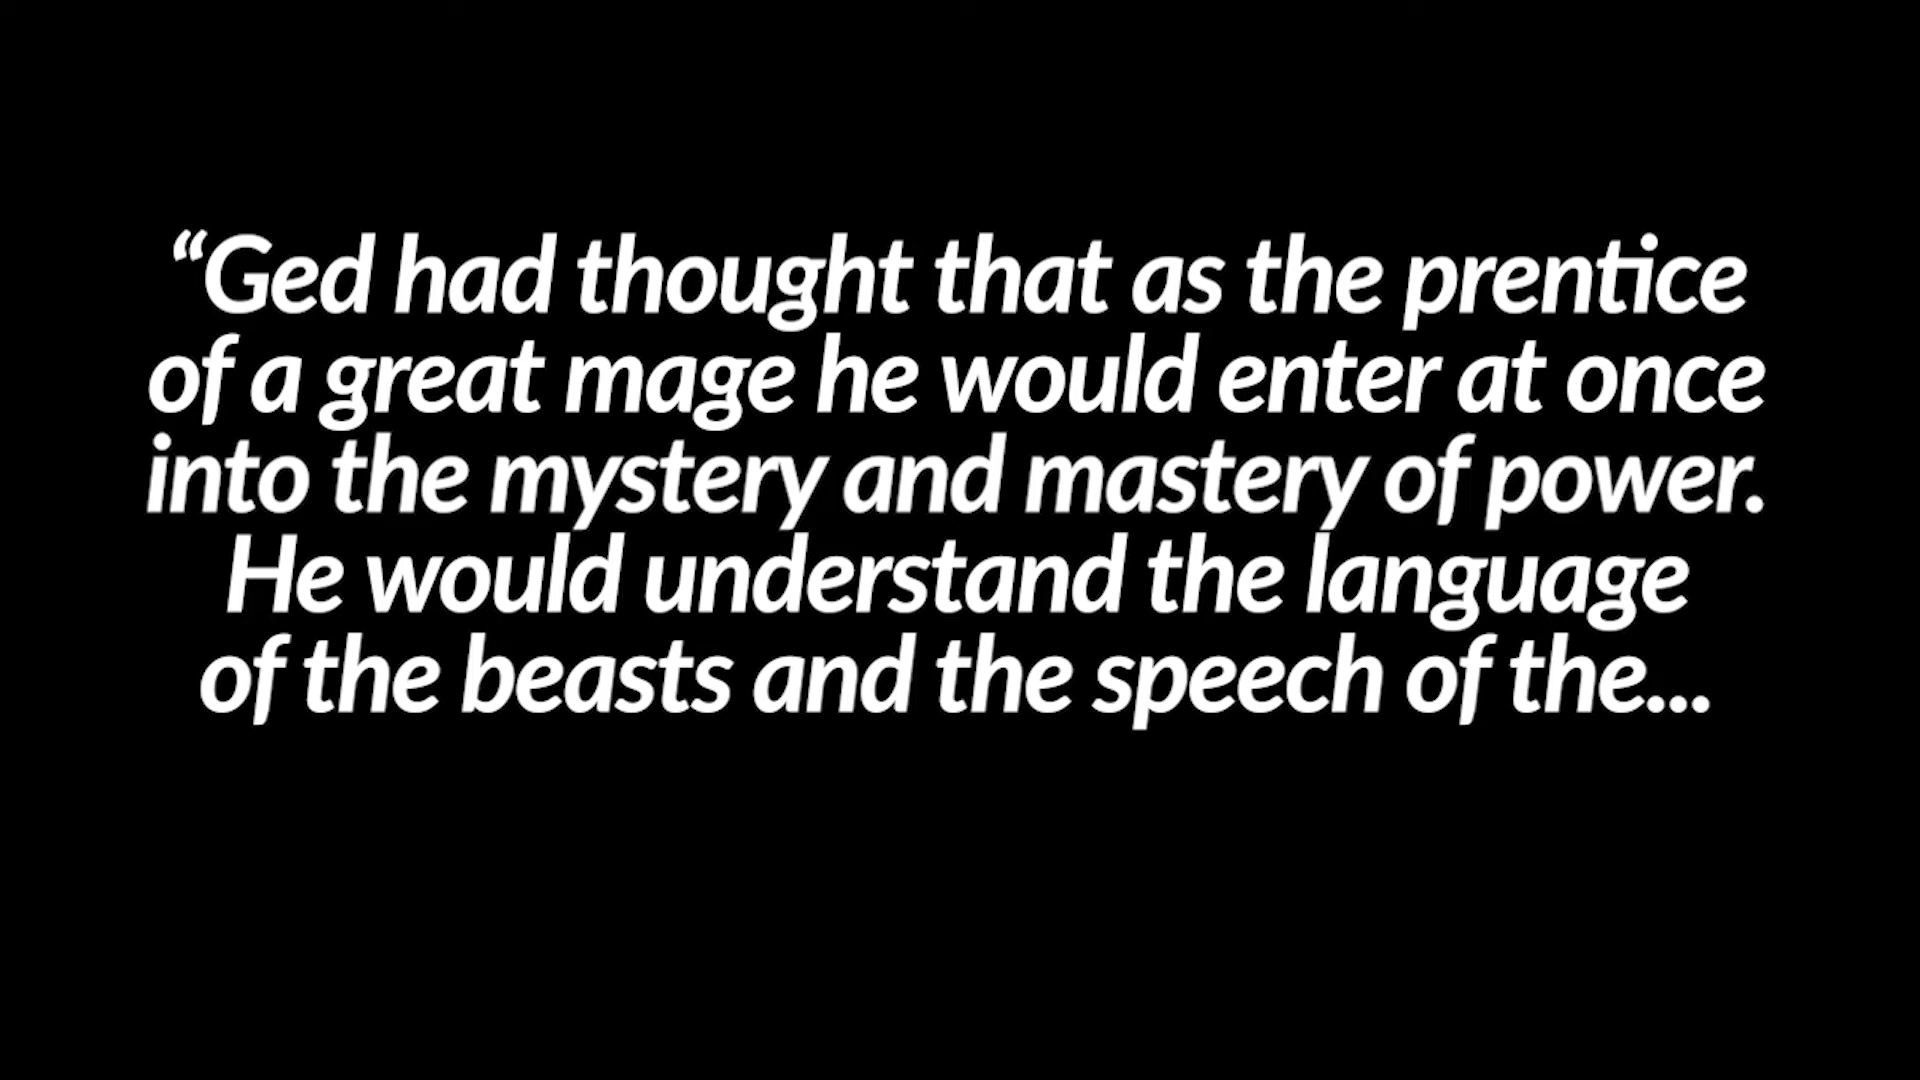 “Ged had thought that as the prentice
of a great mage he would enter at once
into the mystery and mastery of power.
He would understand the language
of the beasts and the speech of the...